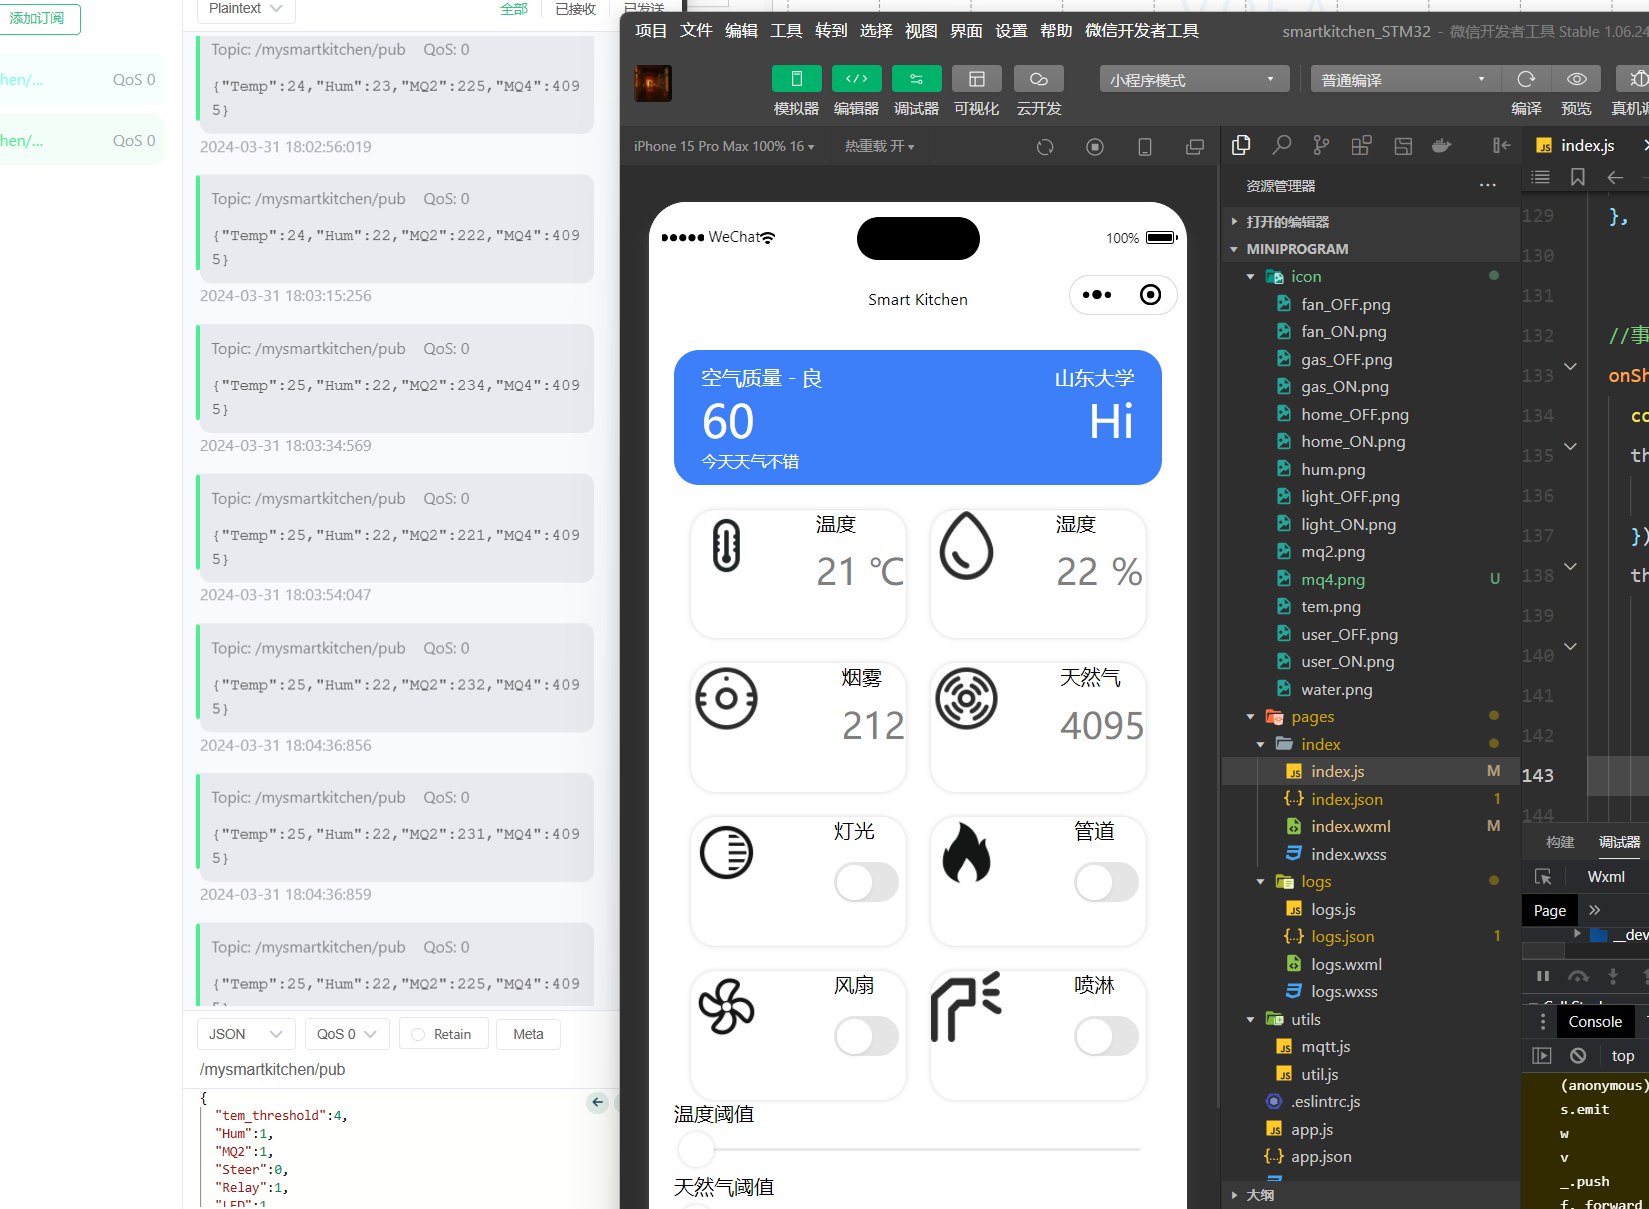 添加订阅
hen/...
QoS 0
hen/...
QoS 0
Plaintext
全部
已接收
已发送
Topic: /mysmartkitchen/pub QoS: 0
{"Temp":24,"Hum":23,"MQ2":225,"MQ4":409
5}
2024-03-31 18:02:56:019
Topic: /mysmartkitchen/pub QoS: 0
{"Temp":24,"Hum":22,"MQ2":222,"MQ4":409
5}
2024-03-31 18:03:15:256
Topic: /mysmartkitchen/pub QoS: 0
{"Temp":25,"Hum":22,"MQ2":234,"MQ4":409
5}
2024-03-31 18:03:34:569
Topic: /mysmartkitchen/pub QoS: 0
{"Temp":25,"Hum":22,"MQ2":221,"MQ4":409
5}
2024-03-31 18:03:54:047
Topic: /mysmartkitchen/pub QoS: 0
{"Temp":25,"Hum":22,"MQ2":232,"MQ4":409
5}
2024-03-31 18:04:36:856
Topic: /mysmartkitchen/pub QoS: 0
{"Temp":25,"Hum":22,"MQ2":231,"MQ4":409
5}
2024-03-31 18:04:36:859
Topic: /mysmartkitchen/pub QoS: 0
{"Temp":25,"Hum":22,"MQ2":225,"MQ4":409
5}
JSON
QoS 0
Retain
Meta
/mysmartkitchen/pub
{
"tem_threshold":4,
"Hum":1,
"MQ2":1,
"Steer":0,
"Relay":1,
"LED":1
项目 文件 编辑 工具 转到 选择 视图 界面 设置 帮助 微信开发者工具
smartkitchen_STM32 - 微信开发者工具 Stable 1.06.24
模拟器
编辑器
调试器
可视化
云开发
小程序模式
普通编译
编译
预览
真机调
iPhone 15 Pro Max 100% 16
热重载 开
WeChat
100%
Smart Kitchen
空气质量 - 良
山东大学
60
Hi
今天天气不错
温度
21 ℃
湿度
22 %
烟雾
212
天然气
4095
灯光
管道
风扇
喷淋
温度阈值
天然气阈值
资源管理器
打开的编辑器
MINIPROGRAM
icon
fan_OFF.png
fan_ON.png
gas_OFF.png
gas_ON.png
home_OFF.png
home_ON.png
hum.png
light_OFF.png
light_ON.png
mq2.png
mq4.png U
tem.png
user_OFF.png
user_ON.png
water.png
pages
index
index.js M
index.json 1
index.wxml M
index.wxss
logs
logs.js
logs.json 1
logs.wxml
logs.wxss
utils
mqtt.js
util.js
.eslintrc.js
app.js
app.json
大纲
index.js
129 },
130
131
132 //事
133 onSh
134 co
135 th
136
137 })
138 th
139
140
141
142
143
144
构建
调试器
Wxml
Page
__dev
Call Stack
Console
top
(anonymous)
s.emit
w
v
_.push
f.forward